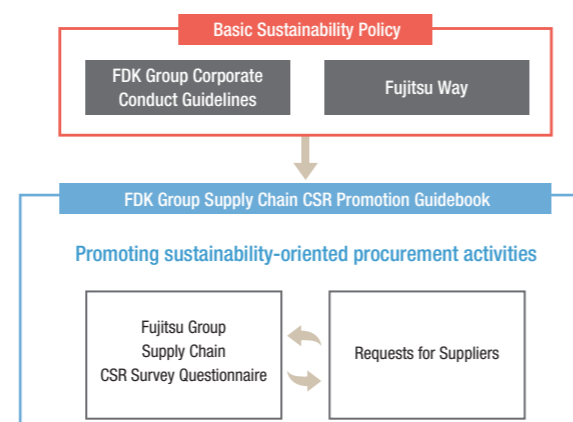 Basic Sustainability Policy
FDK Group Corporate
Conduct Guidelines
Fujitsu Way
FDK Group Supply Chain CSR Promotion Guidebook
Promoting sustainability-oriented procurement activities
Fujitsu Group
Supply Chain
CSR Survey Questionnaire
Requests for Suppliers